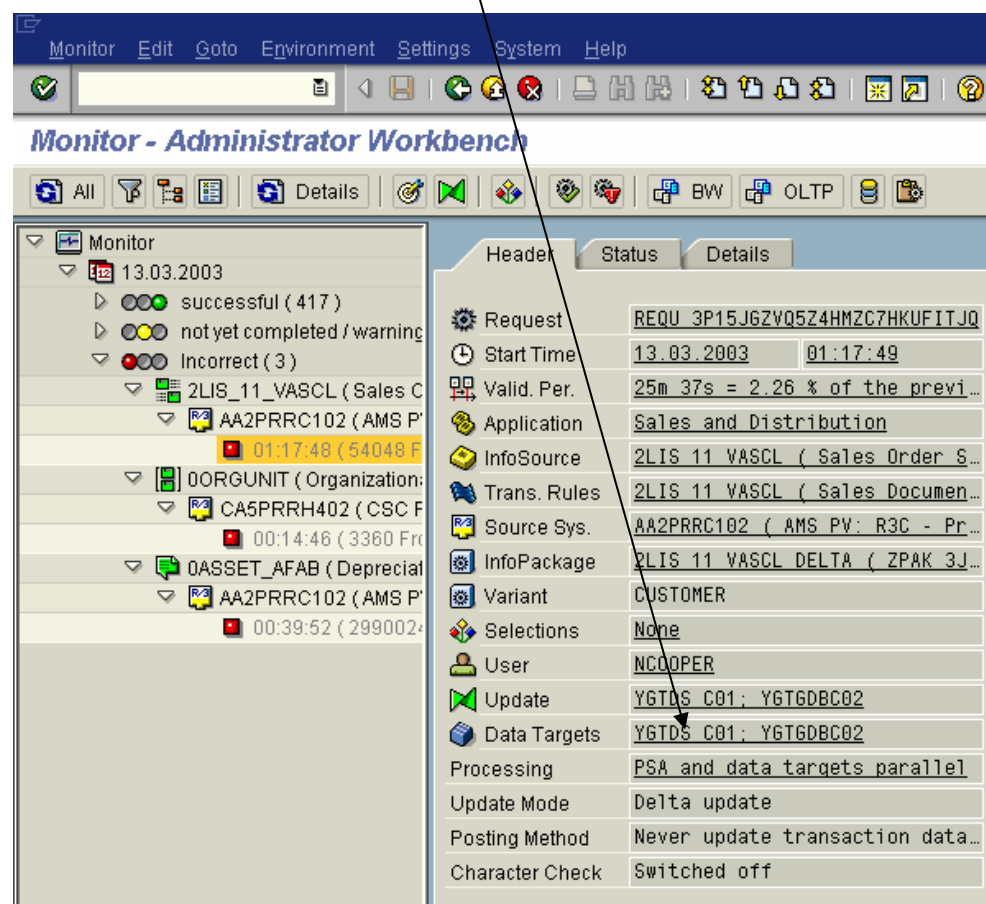 Monitor Edit Goto Environment Settings System Help
Monitor - Administrator Workbench
All Details BW OLTP
Monitor
13.03.2003
successful ( 417 )
not yet completed / warning
Incorrect ( 3 )
2LIS_11_VASCL ( Sales O
AA2PRRC102 ( AMS P
01:17:48 ( 54048 F
0ORGUNIT ( Organization
CA5PRRH402 ( CSC F
00:14:46 ( 3360 Fro
0ASSET_AFAB ( Depreciat
AA2PRRC102 ( AMS P
00:39:52 ( 2990024
Header Status Details
Request REQU_3P15J6ZVQ5Z4HMZC7HKUFITJQ
Start Time 13.03.2003 01:17:49
Valid. Per. 25m 37s = 2.26 % of the previ…
Application Sales and Distribution
InfoSource 2LIS_11_VASCL ( Sales Order S…
Trans. Rules 2LIS_11_VASCL ( Sales Documen…
Source Sys. AA2PRRC102 ( AMS PV: R3C - Pr…
InfoPackage 2LIS_11_VASCL DELTA ( ZPAK_3J…
Variant CUSTOMER
Selections None
User NCOOPER
Update YGTDS_C01; YGTGDBC02
Data Targets YGTDS_C01; YGTGDBC02
Processing PSA and data targets parallel
Update Mode Delta update
Posting Method Never update transaction data…
Character Check Switched off